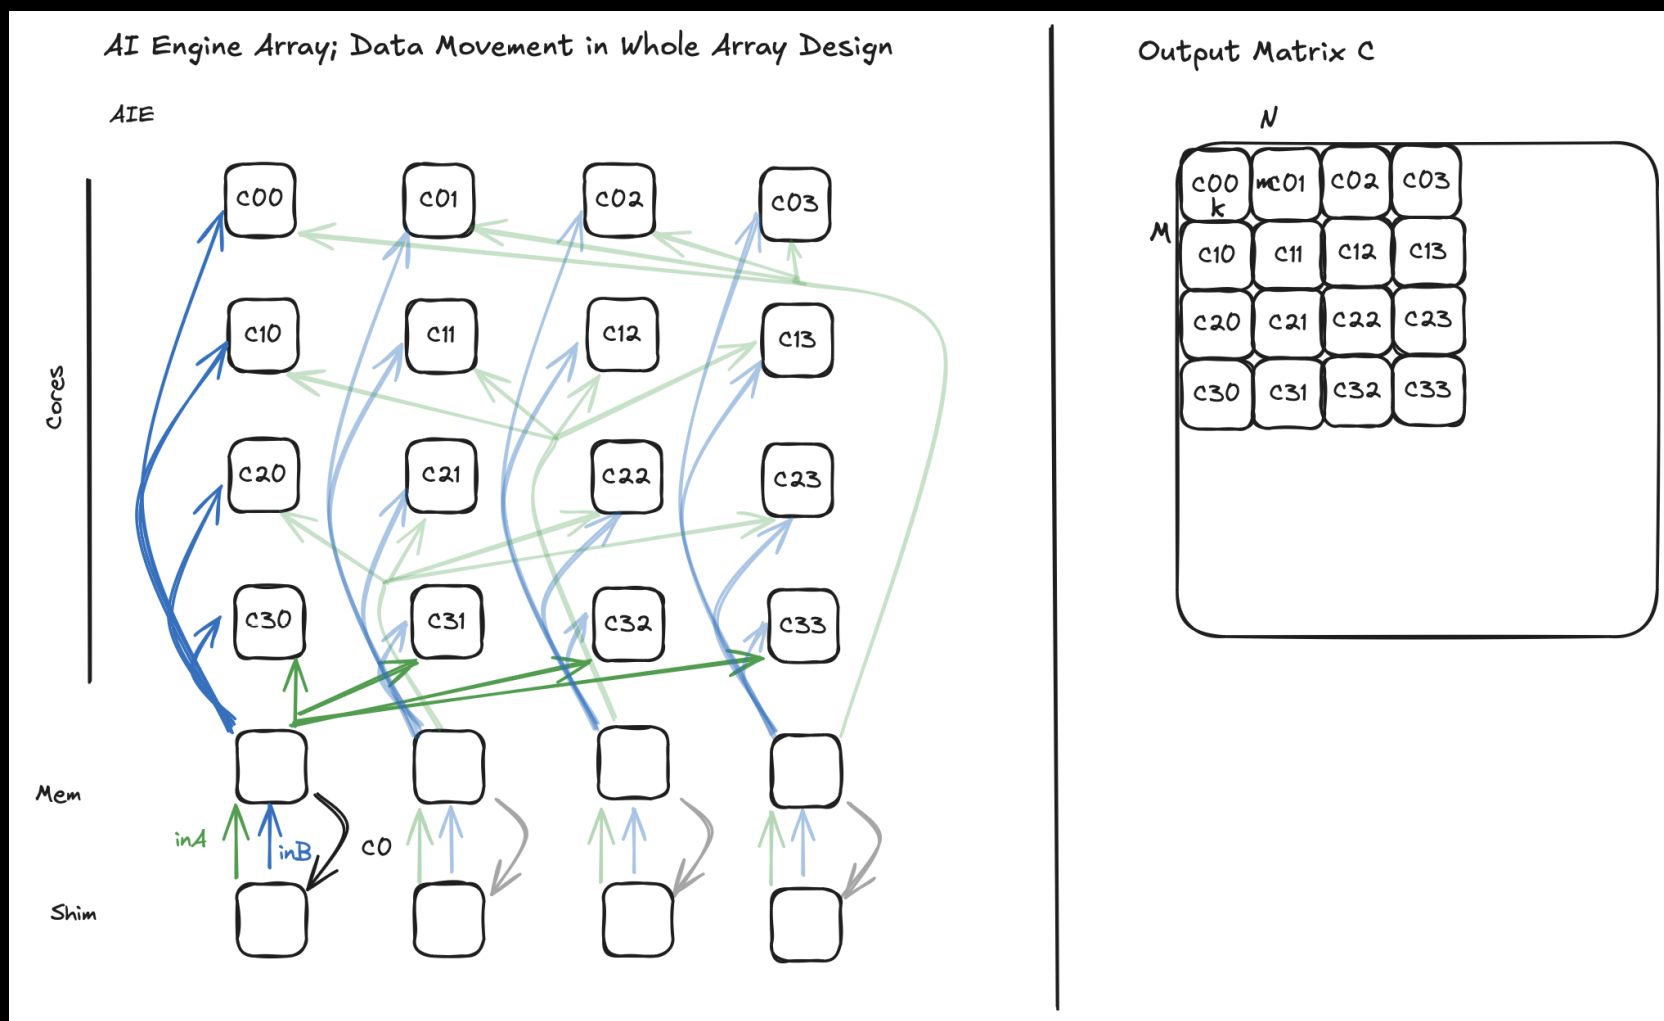 AI Engine Array; Data Movement in Whole Array Design
AIE
Cores
c00 c01 c02 c03
c10 c11 c12 c13
c20 c21 c22 c23
c30 c31 c32 c33
Mem
inA inB c0
Shim
Output Matrix C
N
M
c00 m c01 c02 c03
k
c10 c11 c12 c13
c20 c21 c22 c23
c30 c31 c32 c33